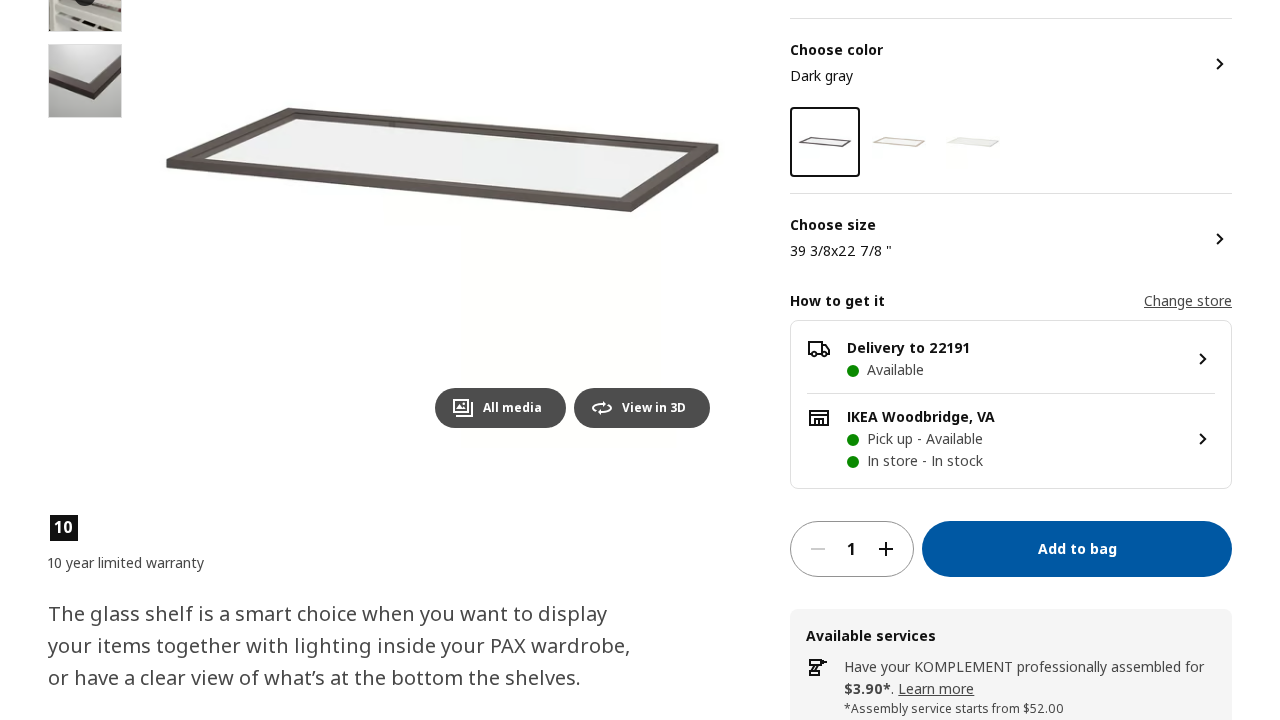 Choose color
Dark gray
Choose size
39 3/8x22 7/8 "
How to get it
Change store
Delivery to 22191
Available
IKEA Woodbridge, VA
Pick up - Available
In store - In stock
All media
View in 3D
1
Add to bag
10
10 year limited warranty
The glass shelf is a smart choice when you want to display
your items together with lighting inside your PAX wardrobe,
or have a clear view of what’s at the bottom the shelves.
Available services
Have your KOMPLEMENT professionally assembled for
$3.90*. Learn more
*Assembly service starts from $52.00